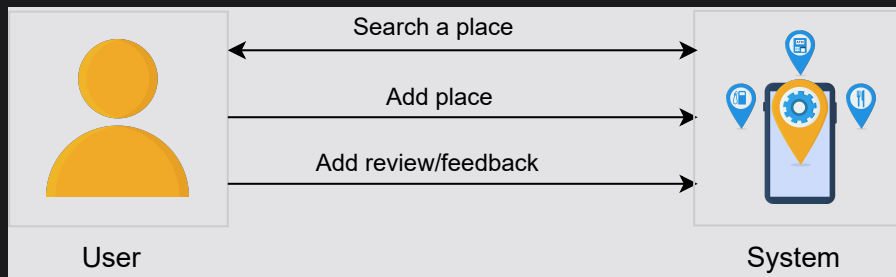 Search a place
Add place
Add review/feedback
User
System